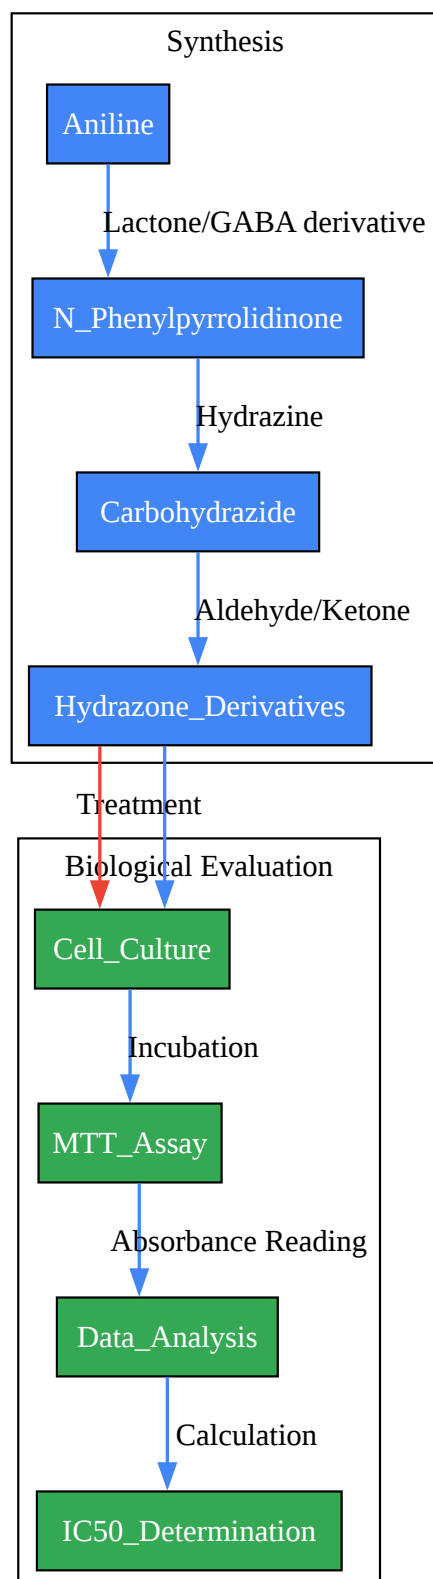 Synthesis
Aniline
Lactone/GABA derivative
N_Phenylpyrrolidinone
Hydrazine
Carbohydrazide
Aldehyde/Ketone
Hydrazone_Derivatives
Treatment
Biological Evaluation
Cell_Culture
Incubation
MTT_Assay
Absorbance Reading
Data_Analysis
Calculation
IC50_Determination